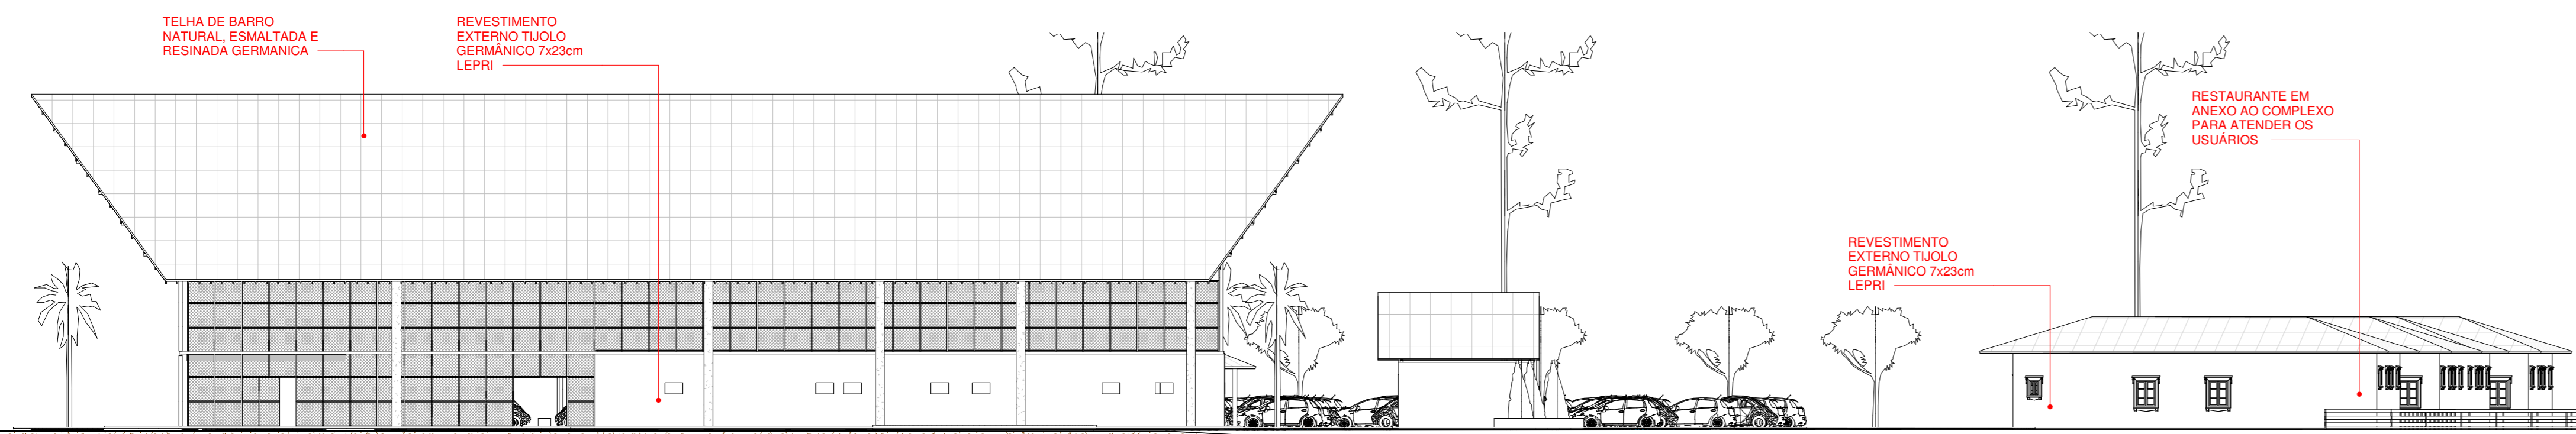 TELHA DE BARRO
NATURAL, ESMALTADA E
RESINADA GERMANICA
REVESTIMENTO
EXTERNO TIJOLO
GERMÂNICO 7x23cm
LEPRI
RESTAURANTE EM
ANEXO AO COMPLEXO
PARA ATENDER OS
USUÁRIOS
REVESTIMENTO
EXTERNO TIJOLO
GERMÂNICO 7x23cm
LEPRI